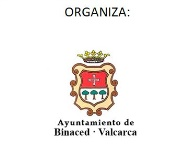 ORGANIZA:
Ayuntamiento de
Binaced · Valcarca